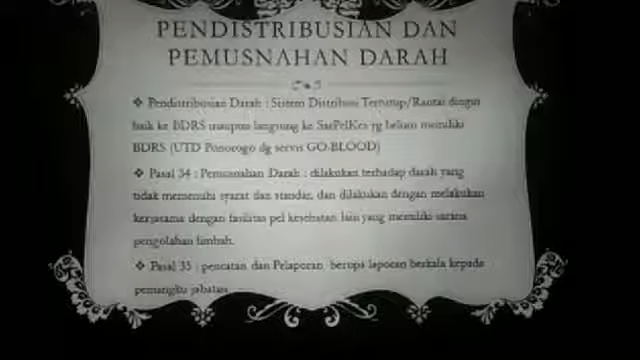 PENDISTRIBUSIAN DAN
PEMUSNAHAN DARAH
❖ Pendistribusian Darah : Sistem Distribusi Tertutup/Rantai dingin
baik ke BDRS maupun langsung ke SarPelKes yg belum memiliki
BDRS (UTD Ponorogo dg servis GO-BLOOD)
❖ Pasal 34 : Pemusnahan Darah : dilakukan terhadap darah yang
tidak memenuhi syarat dan standar, dan dilakukan dengan melakukan
kerjasama dengan fasilitas pel kesehatan lain yang memiliki sarana
pengolahan limbah.
❖ Pasal 35 : pencatan dan Pelaporan, berupa laporan berkala kepada
pemangku jabatan